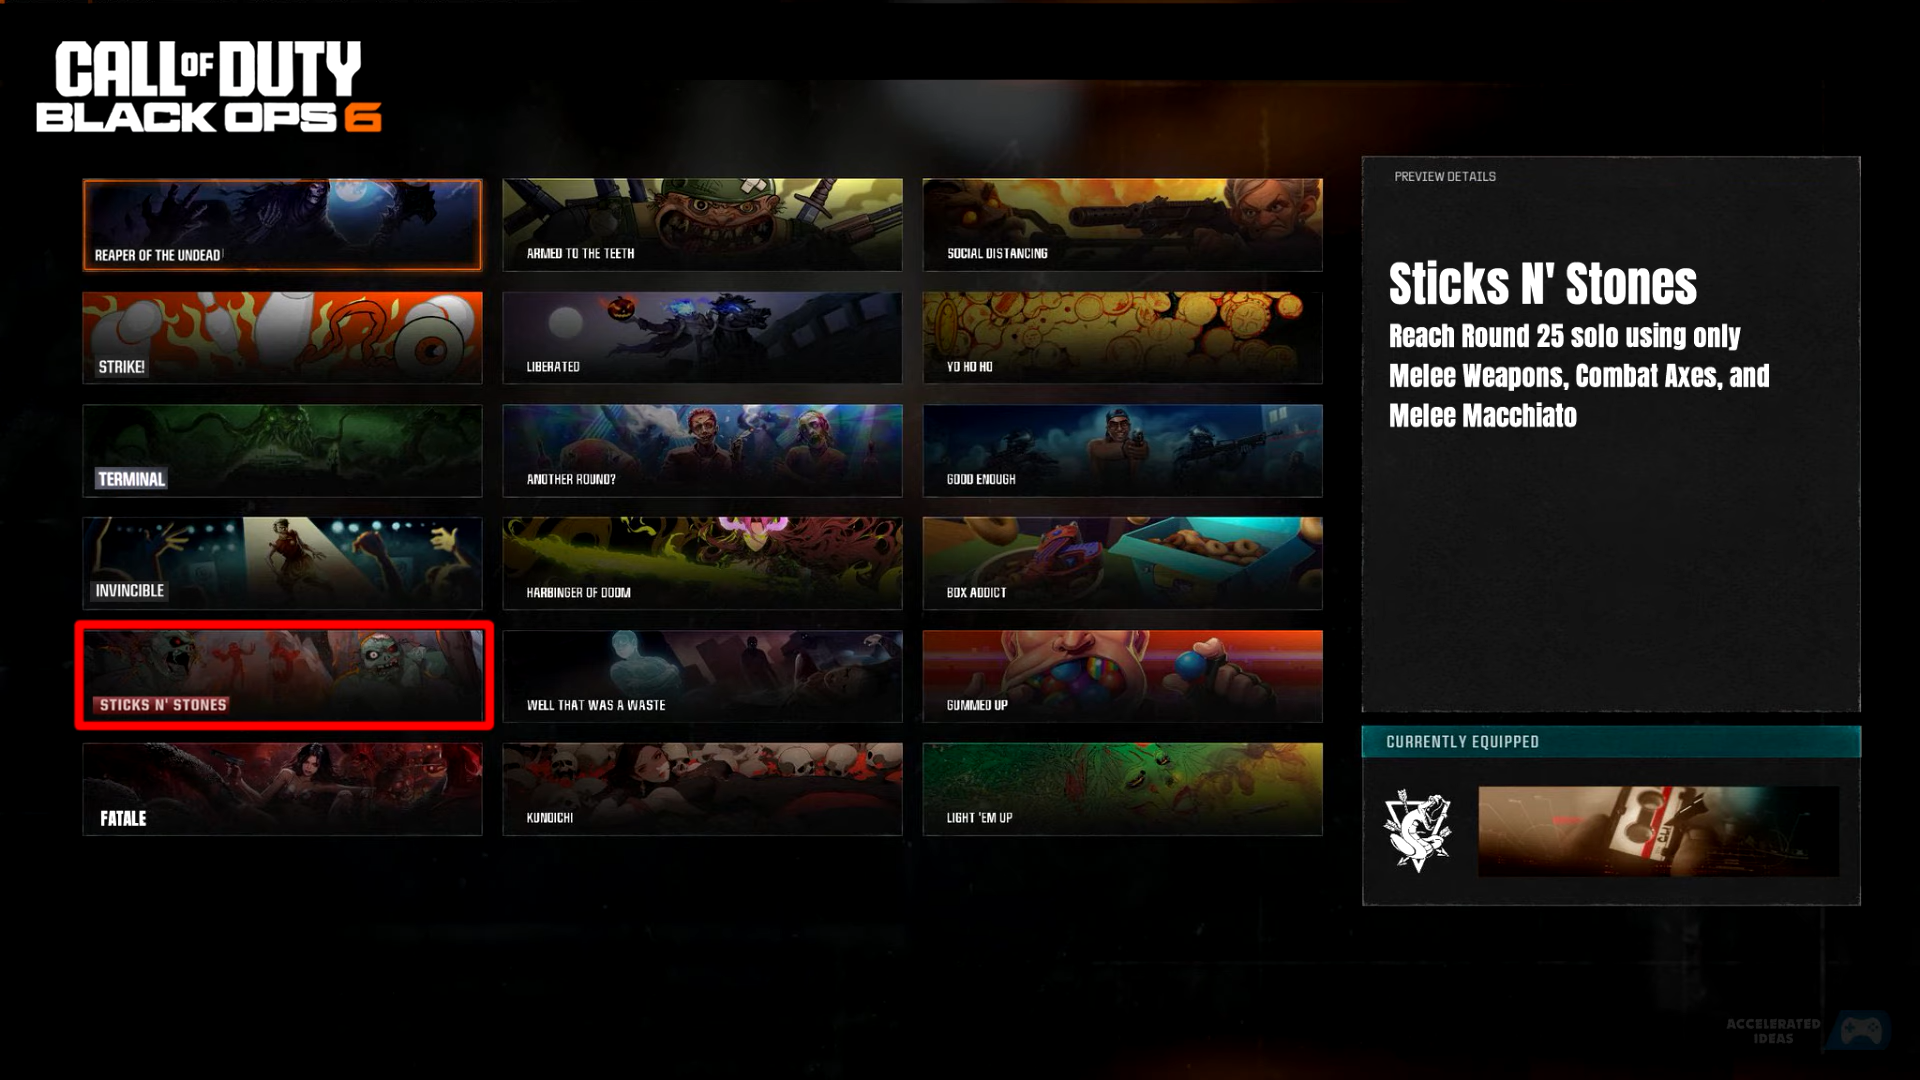 CALL OF DUTY
BLACK OPS 6
REAPER OF THE UNDEAD
ARMED TO THE TEETH
SOCIAL DISTANCING
STRIKE!
LIBERATED
YO HO HO
TERMINAL
ANOTHER ROUND?
GOOD ENOUGH
INVINCIBLE
HARBINGER OF DOOM
BOX ADDICT
STICKS N' STONES
WELL THAT WAS A WASTE
GUMMED UP
FATALE
KUNOICHI
LIGHT 'EM UP
PREVIEW DETAILS
Sticks N' Stones
Reach Round 25 solo using only
Melee Weapons, Combat Axes, and
Melee Macchiato
CURRENTLY EQUIPPED
ACCELERATED
IDEAS